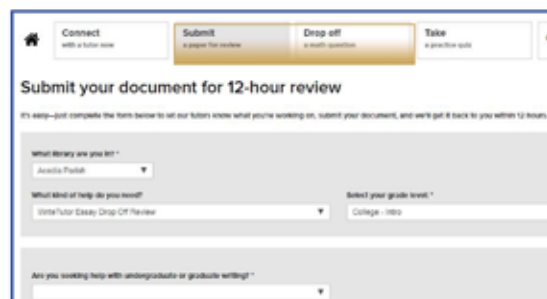 Connect
with a tutor now
Submit
a paper for review
Drop off
a math question
Take
a practice quiz
Submit your document for 12-hour review
It's easy—just complete the form below to let our tutors know what you're working on, submit your document, and we'll get it back to you within 12 hours.
What library are you in? *
Acadia Parish
What kind of help do you need?
Select your grade level: *
WriteTutor Essay Drop Off Review
College - Intro
Are you seeking help with undergraduate or graduate writing? *